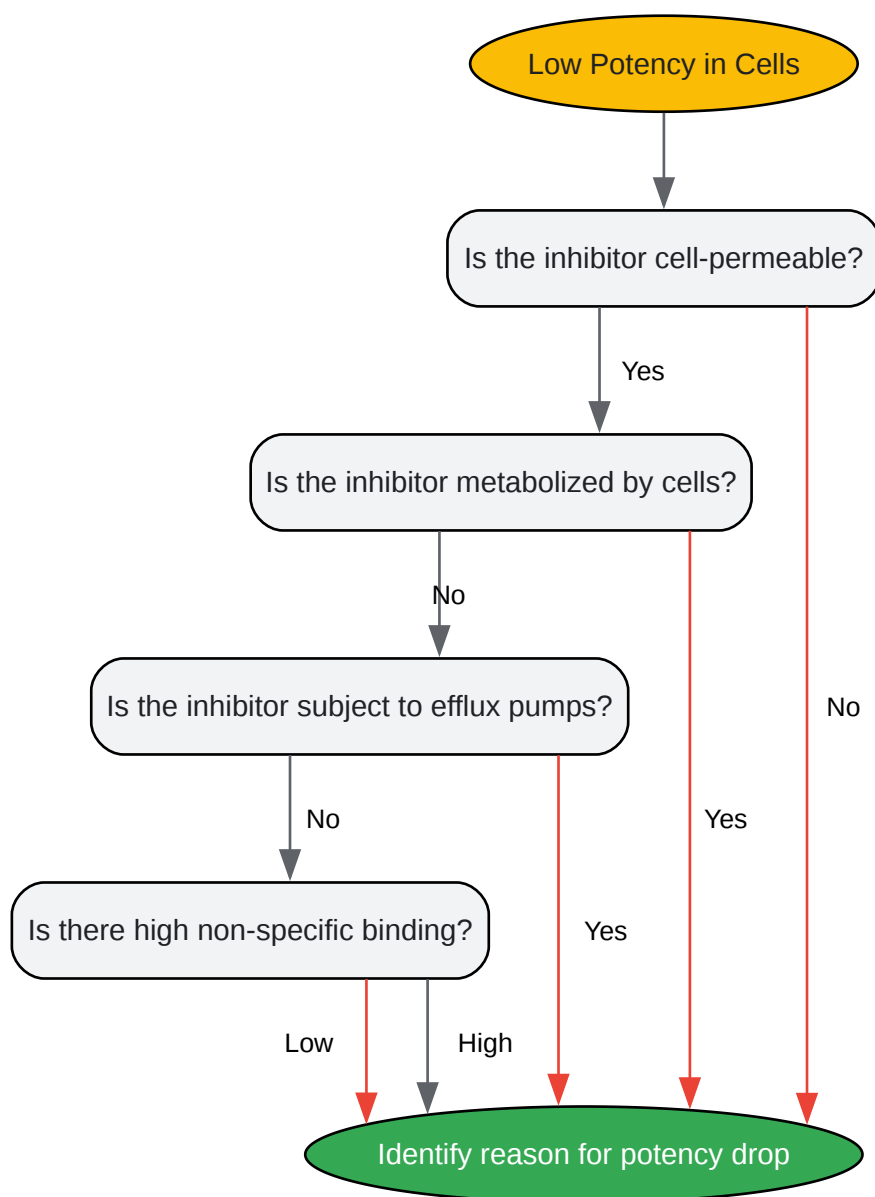 Low Potency in Cells
Is the inhibitor cell-permeable?
Yes
Is the inhibitor metabolized by cells?
No
Is the inhibitor subject to efflux pumps?
No
No
Yes
Is there high non-specific binding?
Yes
Low
High
Identify reason for potency drop